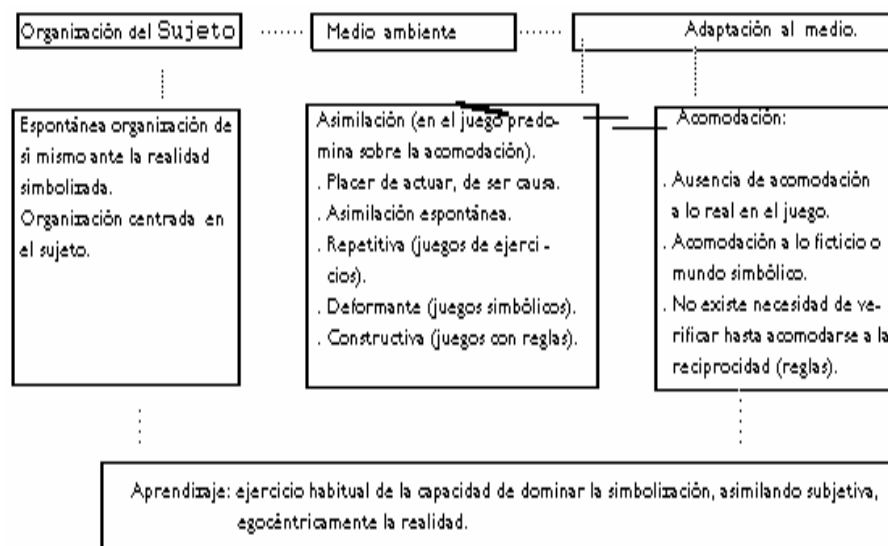 Organización del Sujeto
Medio ambiente
Adaptación al medio.
Espontánea organización de
si mismo ante la realidad
simbolizada.
Organización centrada en
el sujeto.
Asimilación (en el juego predo-
mina sobre la acomodación).
. Placer de actuar, de ser causa.
. Asimilación espontánea.
. Repetitiva (juegos de ejerci-
cios).
. Deformante (juegos simbólicos).
. Constructiva (juegos con reglas).
Acomodación:
. Ausencia de acomodación
a lo real en el juego.
. Acomodación a lo ficticio o
mundo simbólico.
. No existe necesidad de ve-
rificar hasta acomodarse a la
reciprocidad (reglas).
Aprendizaje: ejercicio habitual de la capacidad de dominar la simbolización, asimilando subjetiva,
egocéntricamente la realidad.